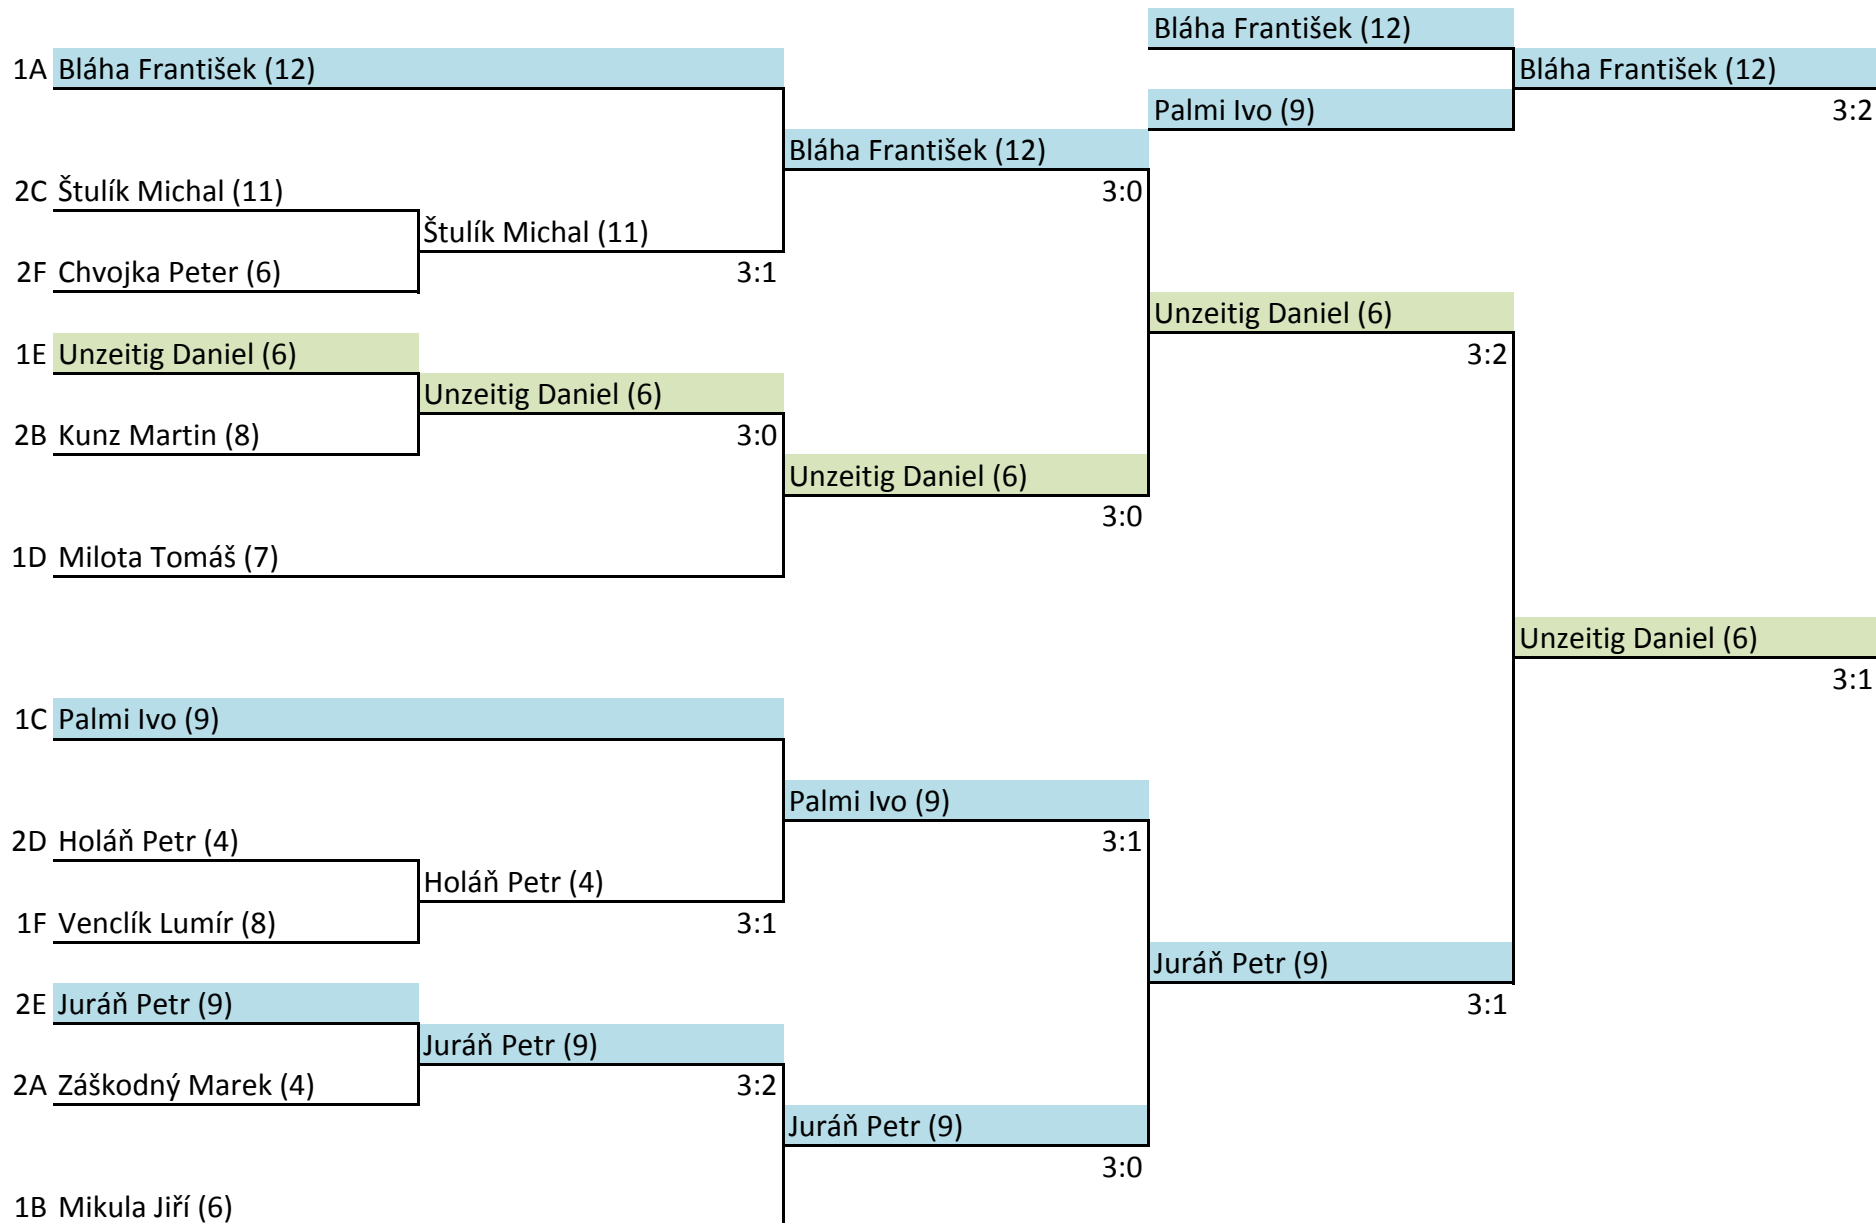 Bláha František (12)
1A Bláha František (12)
Bláha František (12)
Palmi Ivo (9)
3:2
Bláha František (12)
2C Štulík Michal (11)
3:0
Štulík Michal (11)
2F Chvojka Peter (6)
3:1
Unzeitig Daniel (6)
1E Unzeitig Daniel (6)
3:2
Unzeitig Daniel (6)
2B Kunz Martin (8)
3:0
Unzeitig Daniel (6)
3:0
1D Milota Tomáš (7)
Unzeitig Daniel (6)
3:1
1C Palmi Ivo (9)
Palmi Ivo (9)
2D Holáň Petr (4)
3:1
Holáň Petr (4)
1F Venclík Lumír (8)
3:1
Juráň Petr (9)
2E Juráň Petr (9)
3:1
Juráň Petr (9)
2A Záškodný Marek (4)
3:2
Juráň Petr (9)
3:0
1B Mikula Jiří (6)